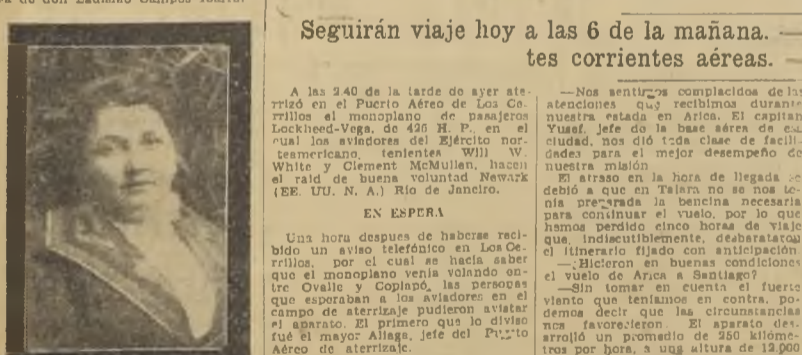 de don
Seguirán viaje hoy a las 6 de la mañana.
tes corrientes aéreas.
A las 2.40 de la tarde de ayer ate-
rrizó en el Puerto Aéreo de Los Ce-
rrillos el monoplano de pasajeros
Lockheed-Vega, de 425 H. P., en el
cual los aviadores del Ejército nor-
teamericano, tenientes Will W.
White y Clement McMullen, hacen
el raid de buena voluntad Newark
(EE. UU. N. A.) Río de Janeiro.
EN ESPERA
Una hora despues de haberse reci-
bido un aviso telefónico en Los Ce-
rrillos, por el cual se hacía saber
que el monoplano venía volando en-
tre Ovalle y Copiapó, las personas
que esperaban a los aviadores en el
campo de aterrizaje pudieron avistar
el aparato. El primero que lo diviso
fué el mayor Aliaga, jefe del Puerto
Aéreo de aterrizaje.
—Nos sentimos complacidos de las
atenciones que recibimos durante
nuestra estada en Arica. El capitan
Yusef, jefe de la base aérea de esa
ciudad, nos dió toda clase de facili-
dades para el mejor desempeño de
nuestra misión
El atraso en la hora de llegada se
debió a que en Talara no se nos te-
nía preparada la bencina necesaria
para continuar el vuelo, por lo que
hemos perdido cinco horas de viaje
que, indiscutiblemente, desbarataron
el itinerario fijado con anticipación.
—¿Hicieron en buenas condiciones
el vuelo de Arica a Santiago?
—Sin tomar en cuenta el fuerte
viento que teníamos en contra, po-
demos decir que las circunstancias
nos favorecieron. El aparato des-
arrolló un promedio de 250 kilóme-
tros por hora, a una altura de 12.000